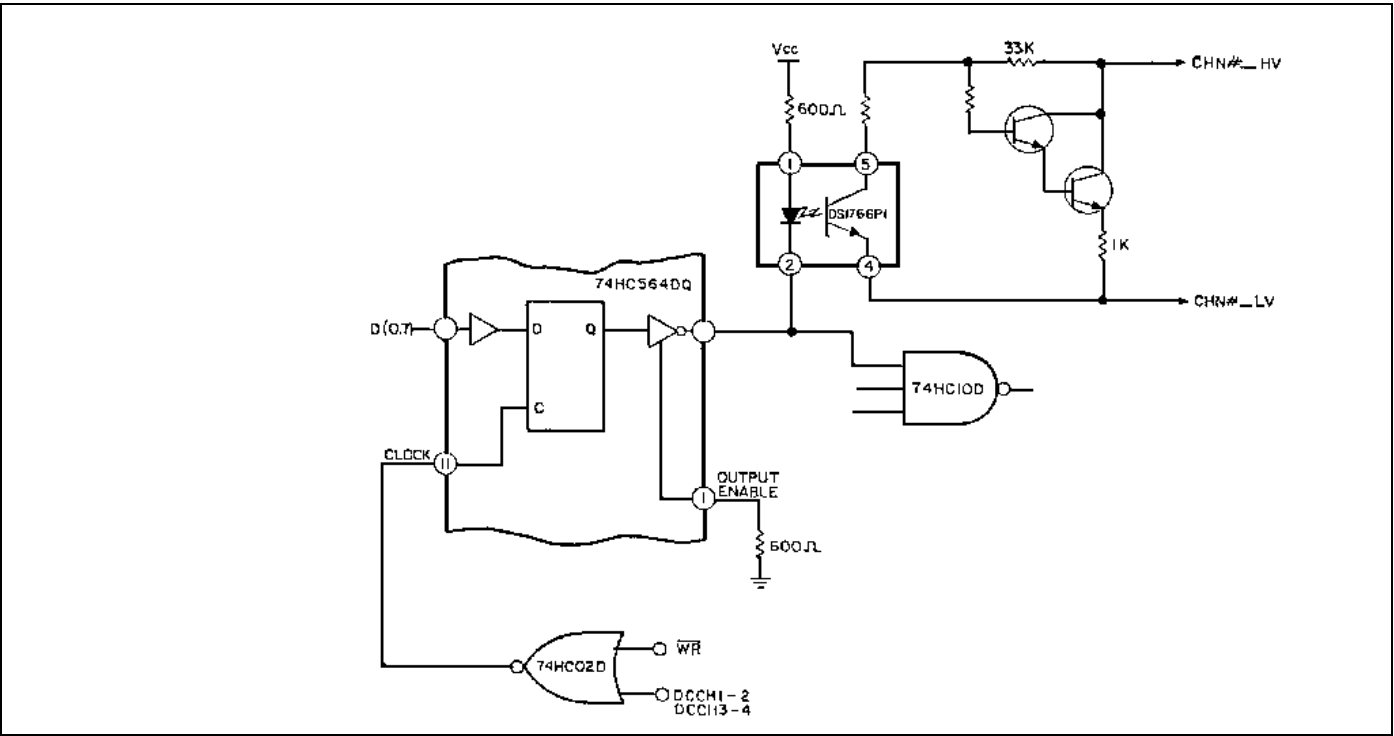 Vcc
33K
CHN#_HV
600Ω
1
5
DS1766P1
2
4
1K
CHN#_LV
74HC564DQ
D(0.7)
D
Q
C
74HC10D
CLOCK
11
OUTPUT
ENABLE
1
600Ω
74HC02D
WR
DCCH1-2
DCCH3-4